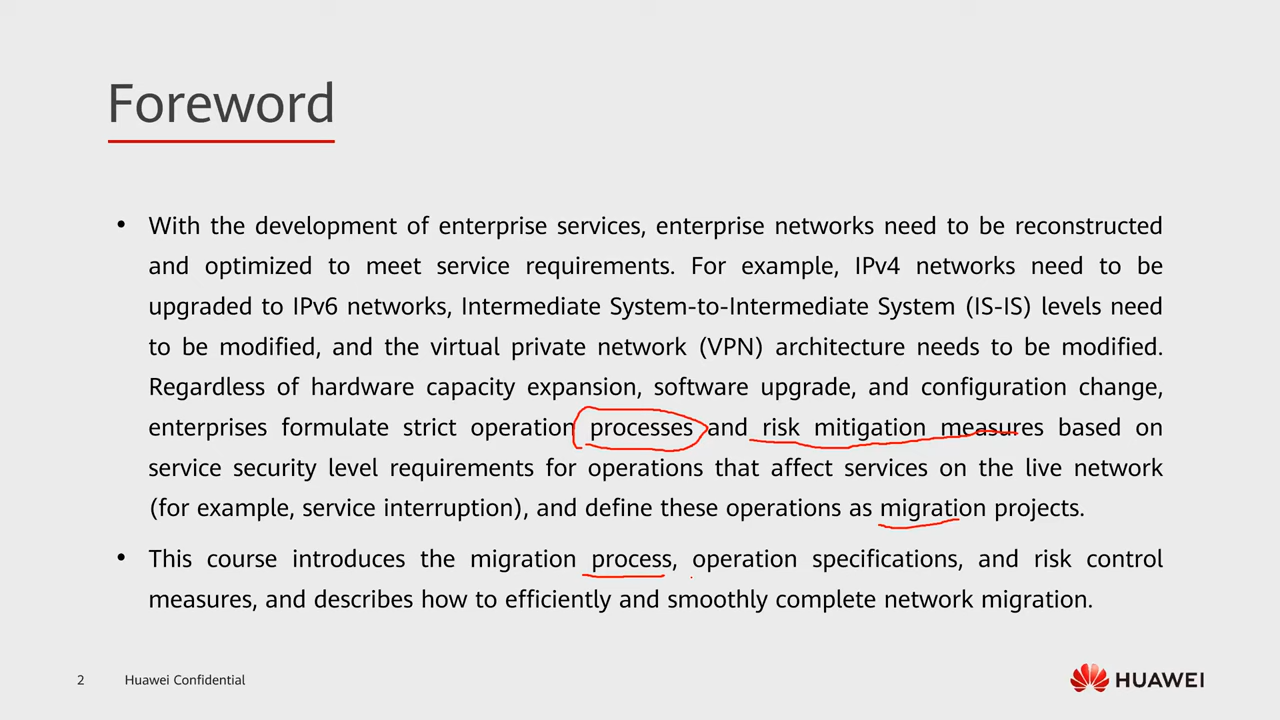 Foreword
• With the development of enterprise services, enterprise networks need to be reconstructed
and optimized to meet service requirements. For example, IPv4 networks need to be
upgraded to IPv6 networks, Intermediate System-to-Intermediate System (IS-IS) levels need
to be modified, and the virtual private network (VPN) architecture needs to be modified.
Regardless of hardware capacity expansion, software upgrade, and configuration change,
enterprises formulate strict operation processes and risk mitigation measures based on
service security level requirements for operations that affect services on the live network
(for example, service interruption), and define these operations as migration projects.
• This course introduces the migration process, operation specifications, and risk control
measures, and describes how to efficiently and smoothly complete network migration.
2 Huawei Confidential
HUAWEI